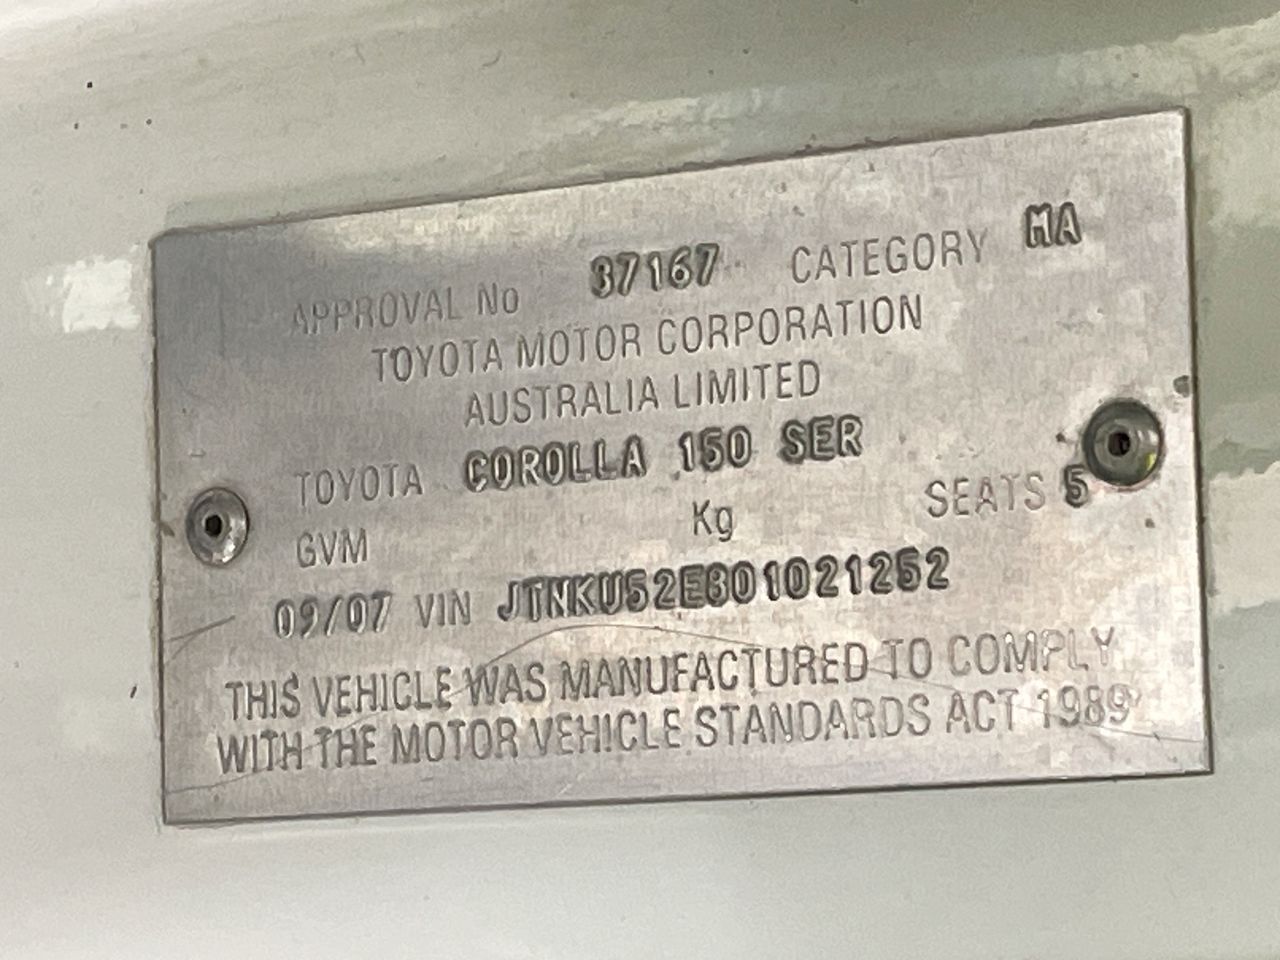 APPROVAL No 37167 CATEGORY MA
TOYOTA MOTOR CORPORATION
AUSTRALIA LIMITED
TOYOTA COROLLA 150 SER
GVM Kg SEATS 5
09/07 VIN JTNKU52E801021252
THIS VEHICLE WAS MANUFACTURED TO COMPLY
WITH THE MOTOR VEHICLE STANDARDS ACT 1989